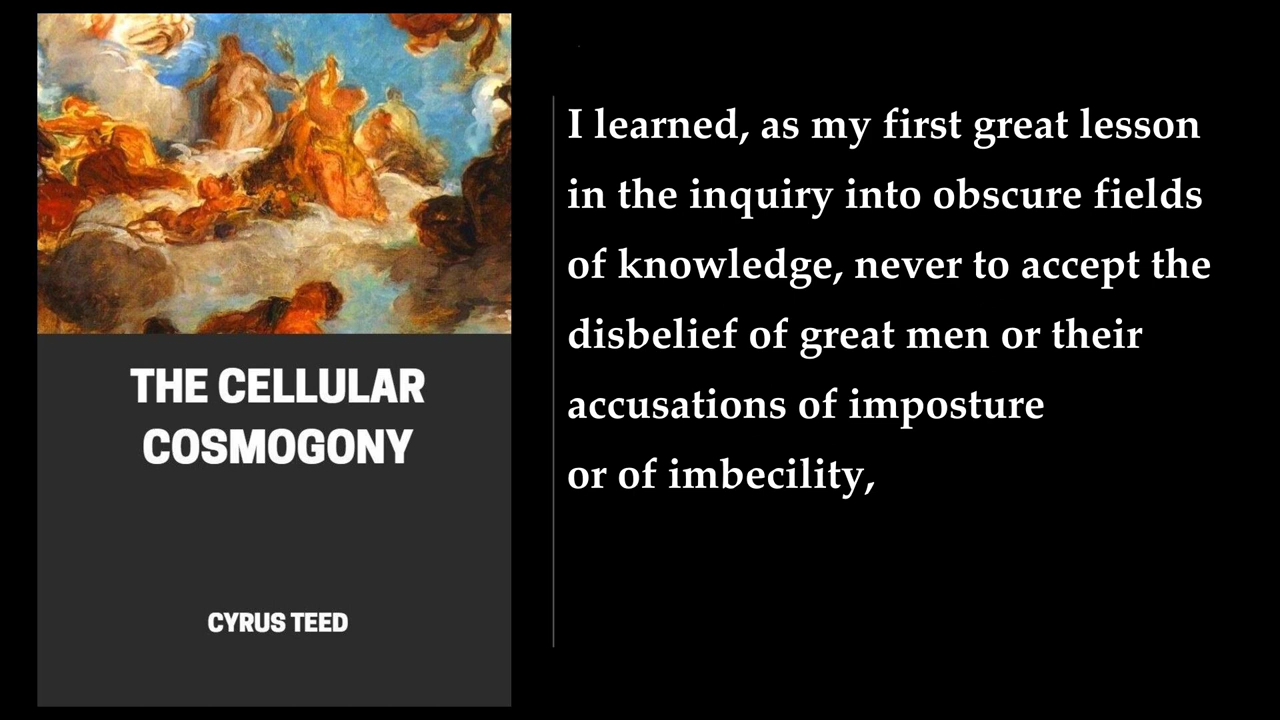 THE CELLULAR
COSMOGONY
CYRUS TEED
I learned, as my first great lesson
in the inquiry into obscure fields
of knowledge, never to accept the
disbelief of great men or their
accusations of imposture
or of imbecility,